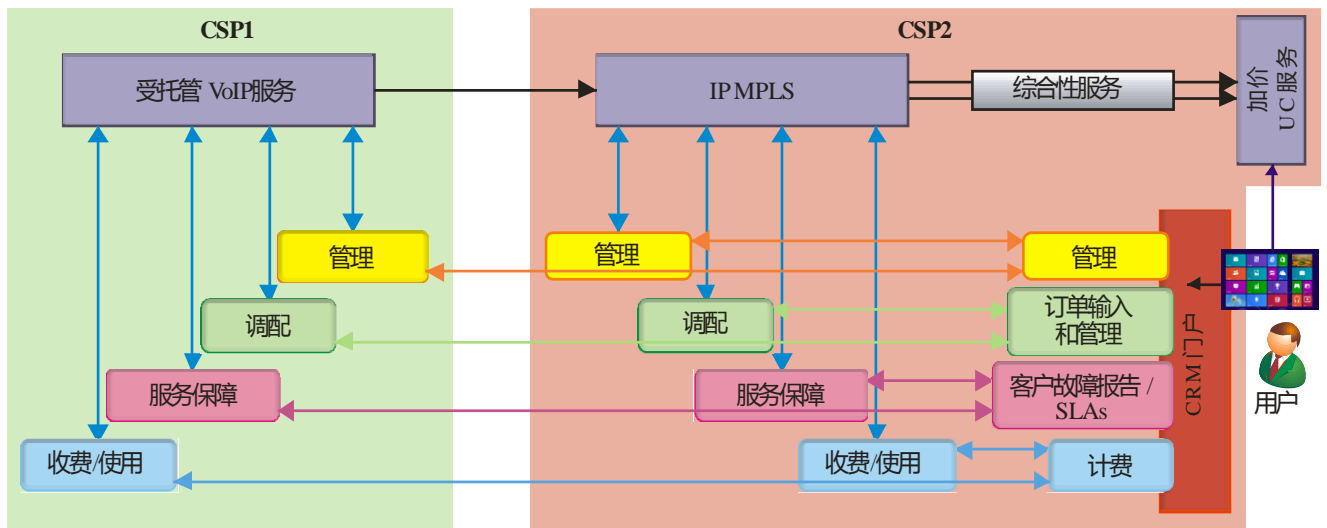 CSP1
CSP2
受托管 VoIP服务
IP MPLS
综合性服务
加价
UC 服务
管理
管理
管理
调配
调配
订单输入
和管理
服务保障
服务保障
客户故障报告 /
SLAs
收费/使用
收费/使用
计费
CRM 门户
用户